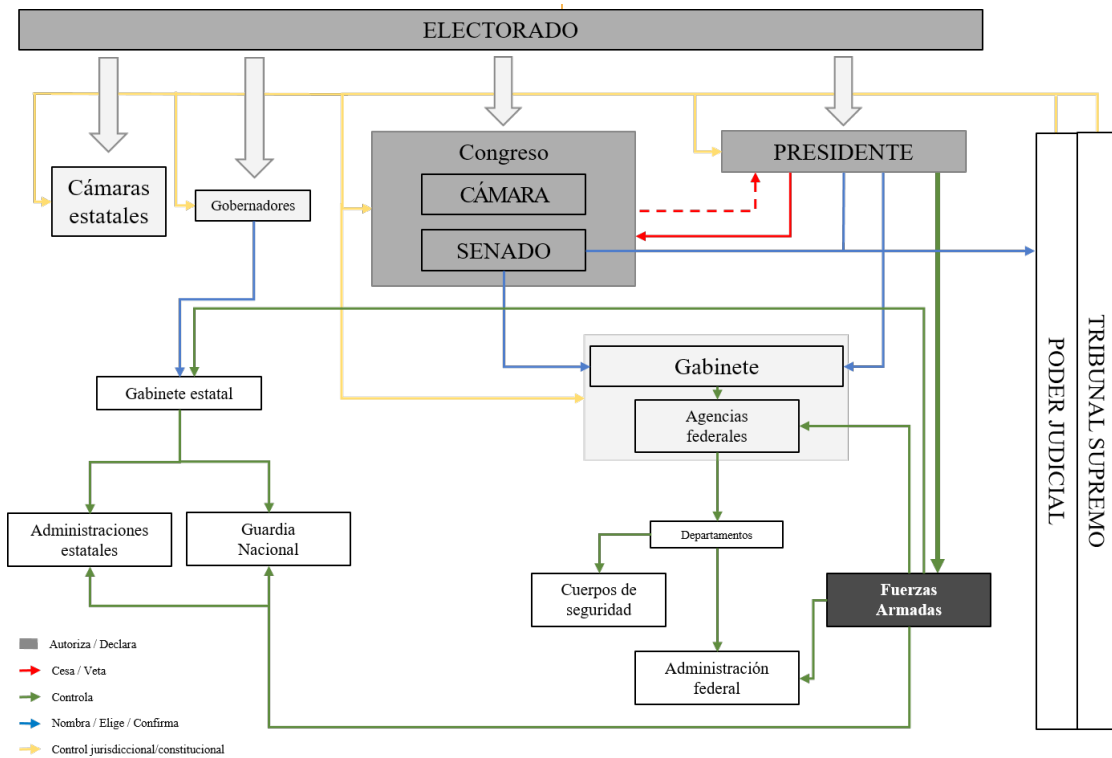 ELECTORADO
Cámaras
estatales
Gobernadores
Congreso
CÁMARA
SENADO
PRESIDENTE
Gabinete estatal
Gabinete
Agencias
federales
Administraciones
estatales
Guardia
Nacional
Departamentos
Cuerpos de
seguridad
Fuerzas
Armadas
Administración
federal
PODER JUDICIAL
TRIBUNAL SUPREMO
Autoriza / Declara
Cesa / Veta
Controla
Nombra / Elige / Confirma
Control jurisdiccional/constitucional